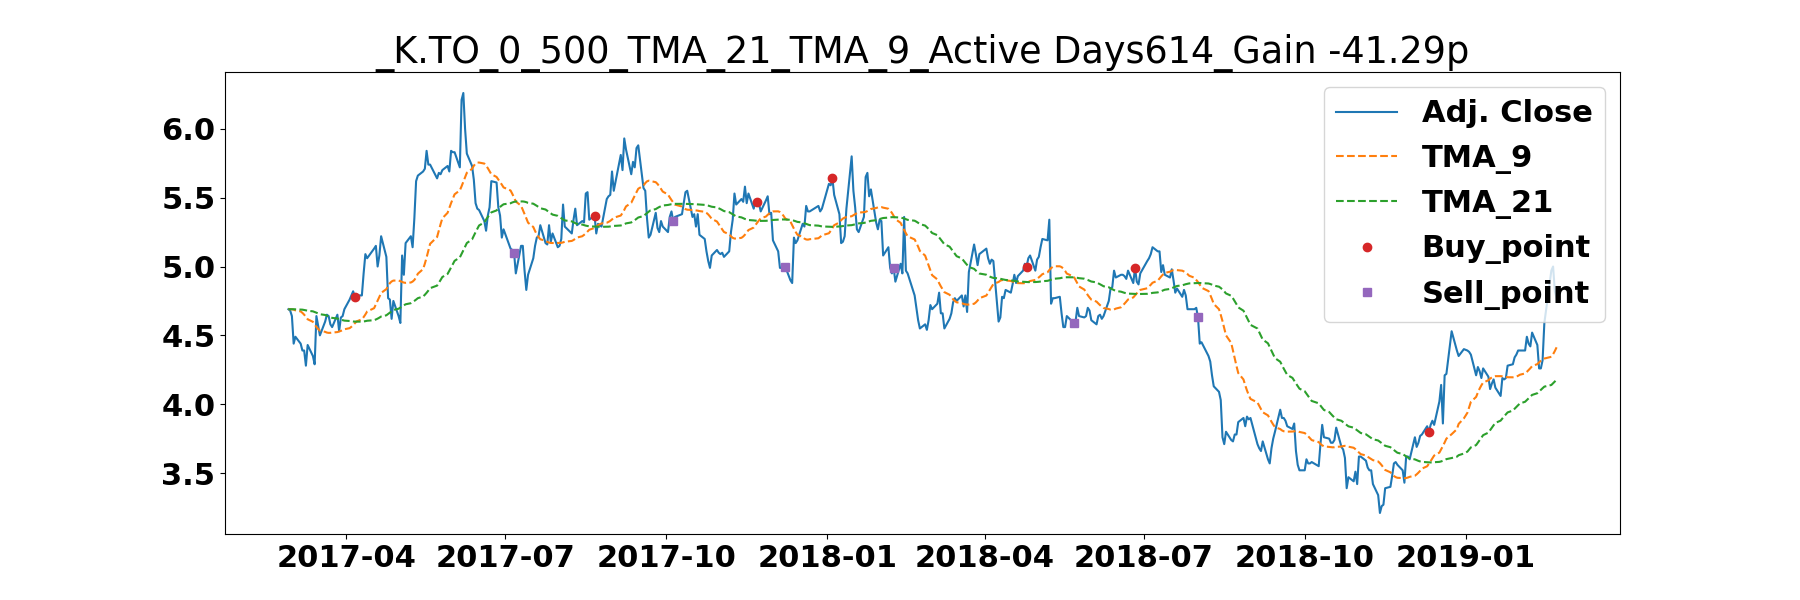 _K.TO_0_500_TMA_21_TMA_9_Active Days614_Gain -41.29p
Adj. Close
TMA_9
TMA_21
Buy_point
Sell_point
6.0
5.5
5.0
4.5
4.0
3.5
2017-04 2017-07 2017-10 2018-01 2018-04 2018-07 2018-10 2019-01